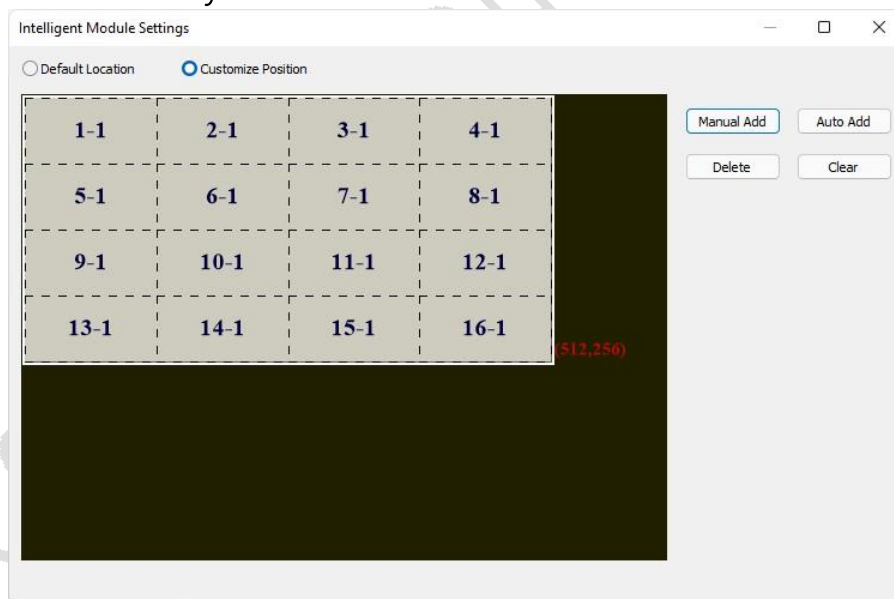 Intelligent Module Settings
Default Location Customize Position
Manual Add Auto Add
Delete Clear
1-1 2-1 3-1 4-1
5-1 6-1 7-1 8-1
9-1 10-1 11-1 12-1
13-1 14-1 15-1 16-1
(512,256)